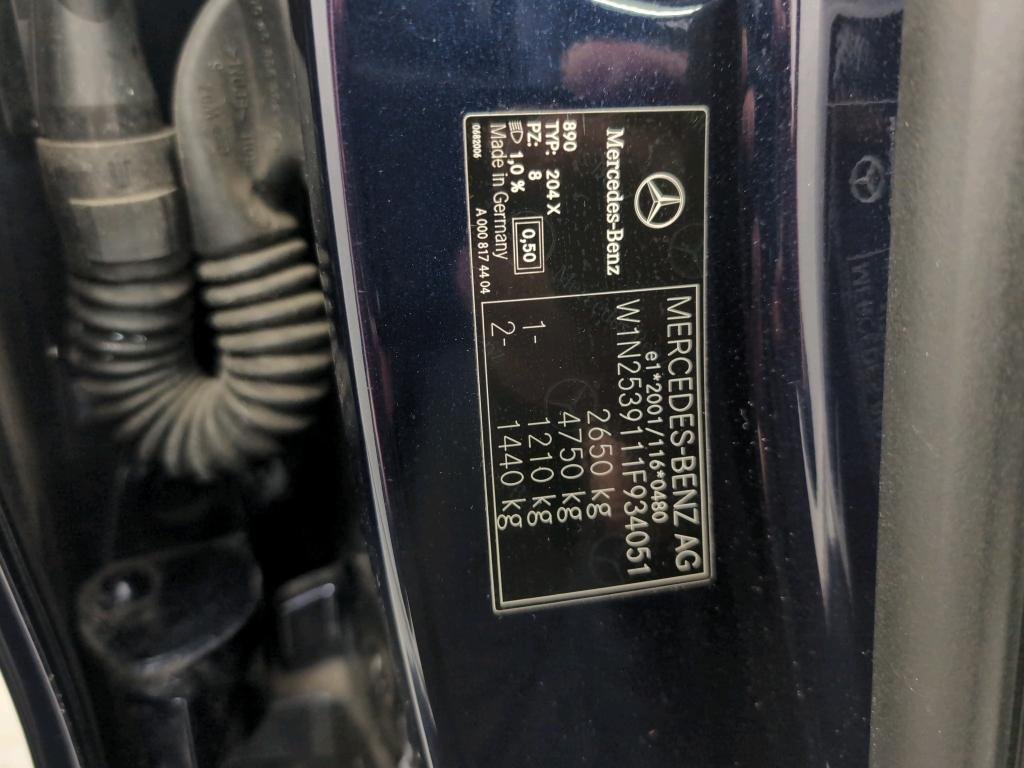 Mercedes-Benz
890
TYP: 204 X
PZ: 8
1,0 %
0,50
Made in Germany
0682006
A 000 817 44 04
MERCEDES-BENZ AG
e1*2001/116*0480
W1N2539111F934051
2650 kg
4750 kg
1- 1210 kg
2- 1440 kg